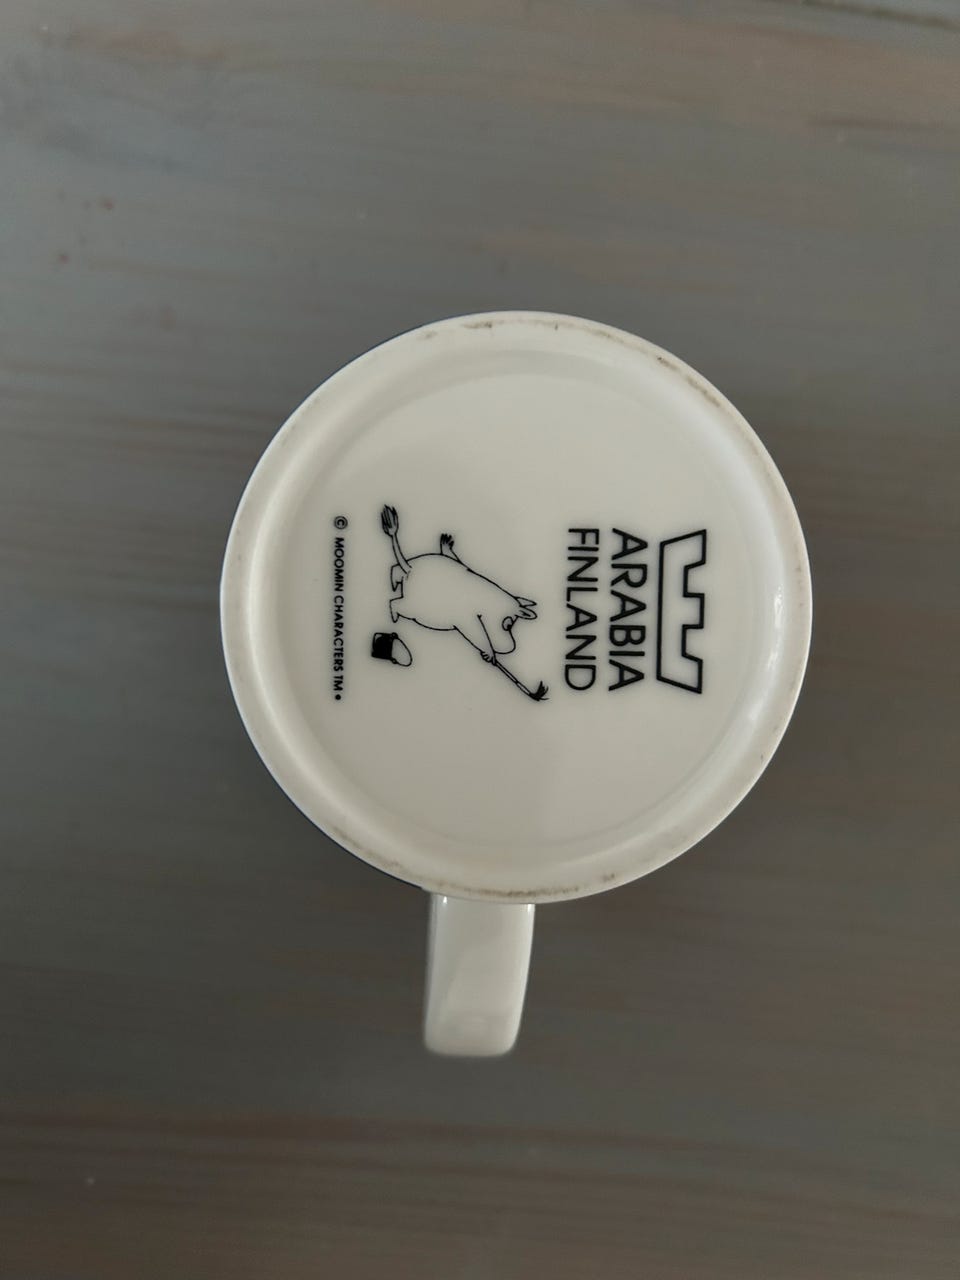 ARABIA
FINLAND
© MOOMIN CHARACTERS TM •